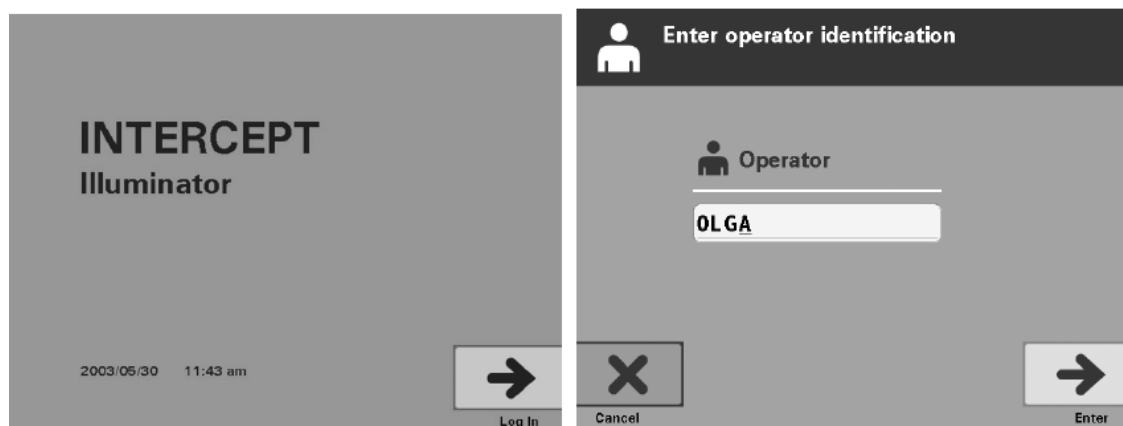 INTERCEPT
Illuminator
2003/05/30 11:43 am
Log In
Enter operator identification
Operator
OLGA
Cancel
Enter